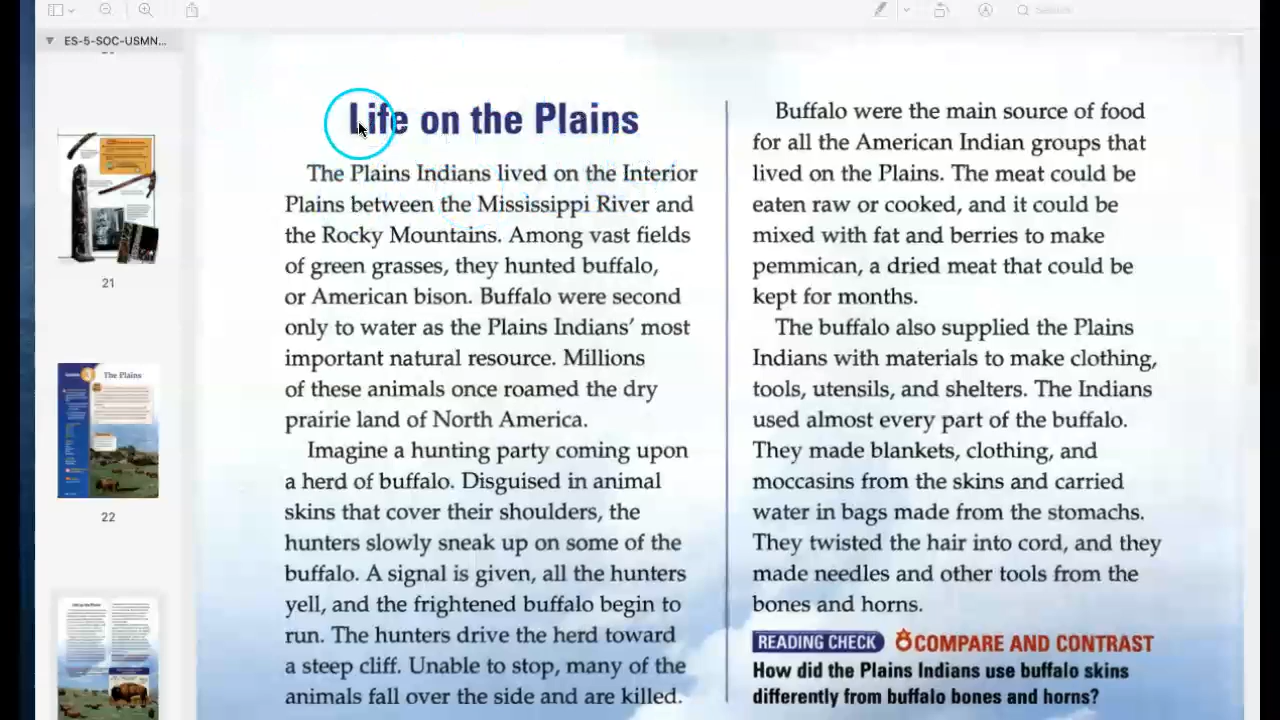 Search
ES-5-SOC-USMN...
21
The Plains
22
Life on the Plains
The Plains Indians lived on the Interior
Plains between the Mississippi River and
the Rocky Mountains. Among vast fields
of green grasses, they hunted buffalo,
or American bison. Buffalo were second
only to water as the Plains Indians' most
important natural resource. Millions
of these animals once roamed the dry
prairie land of North America.
Imagine a hunting party coming upon
a herd of buffalo. Disguised in animal
skins that cover their shoulders, the
hunters slowly sneak up on some of the
buffalo. A signal is given, all the hunters
yell, and the frightened buffalo begin to
run. The hunters drive the herd toward
a steep cliff. Unable to stop, many of the
animals fall over the side and are killed.
Buffalo were the main source of food
for all the American Indian groups that
lived on the Plains. The meat could be
eaten raw or cooked, and it could be
mixed with fat and berries to make
pemmican, a dried meat that could be
kept for months.
The buffalo also supplied the Plains
Indians with materials to make clothing,
tools, utensils, and shelters. The Indians
used almost every part of the buffalo.
They made blankets, clothing, and
moccasins from the skins and carried
water in bags made from the stomachs.
They twisted the hair into cord, and they
made needles and other tools from the
bones and horns.
READING CHECK COMPARE AND CONTRAST
How did the Plains Indians use buffalo skins
differently from buffalo bones and horns?